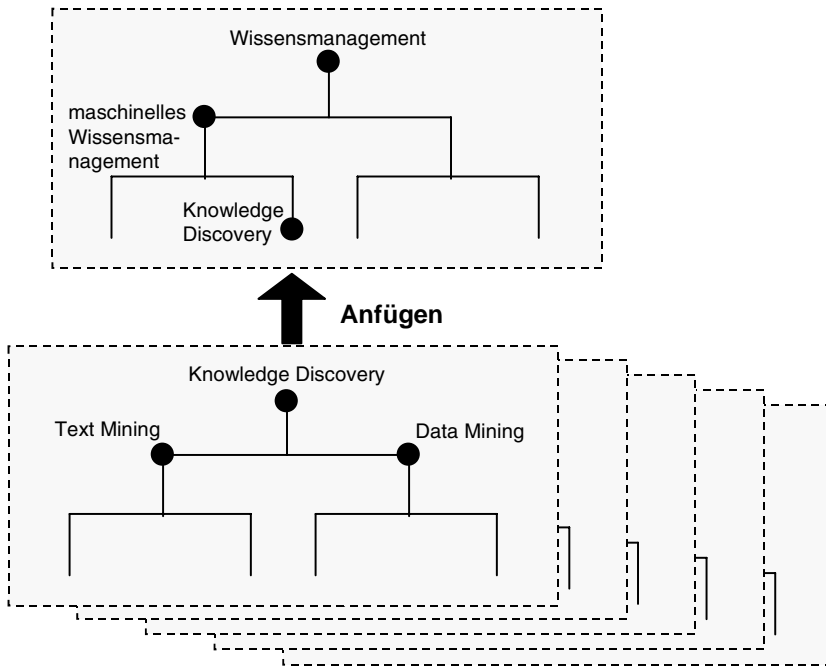 Wissensmanagement
maschinelles
Wissensma-
nagement
Knowledge
Discovery
Anfügen
Knowledge Discovery
Text Mining
Data Mining